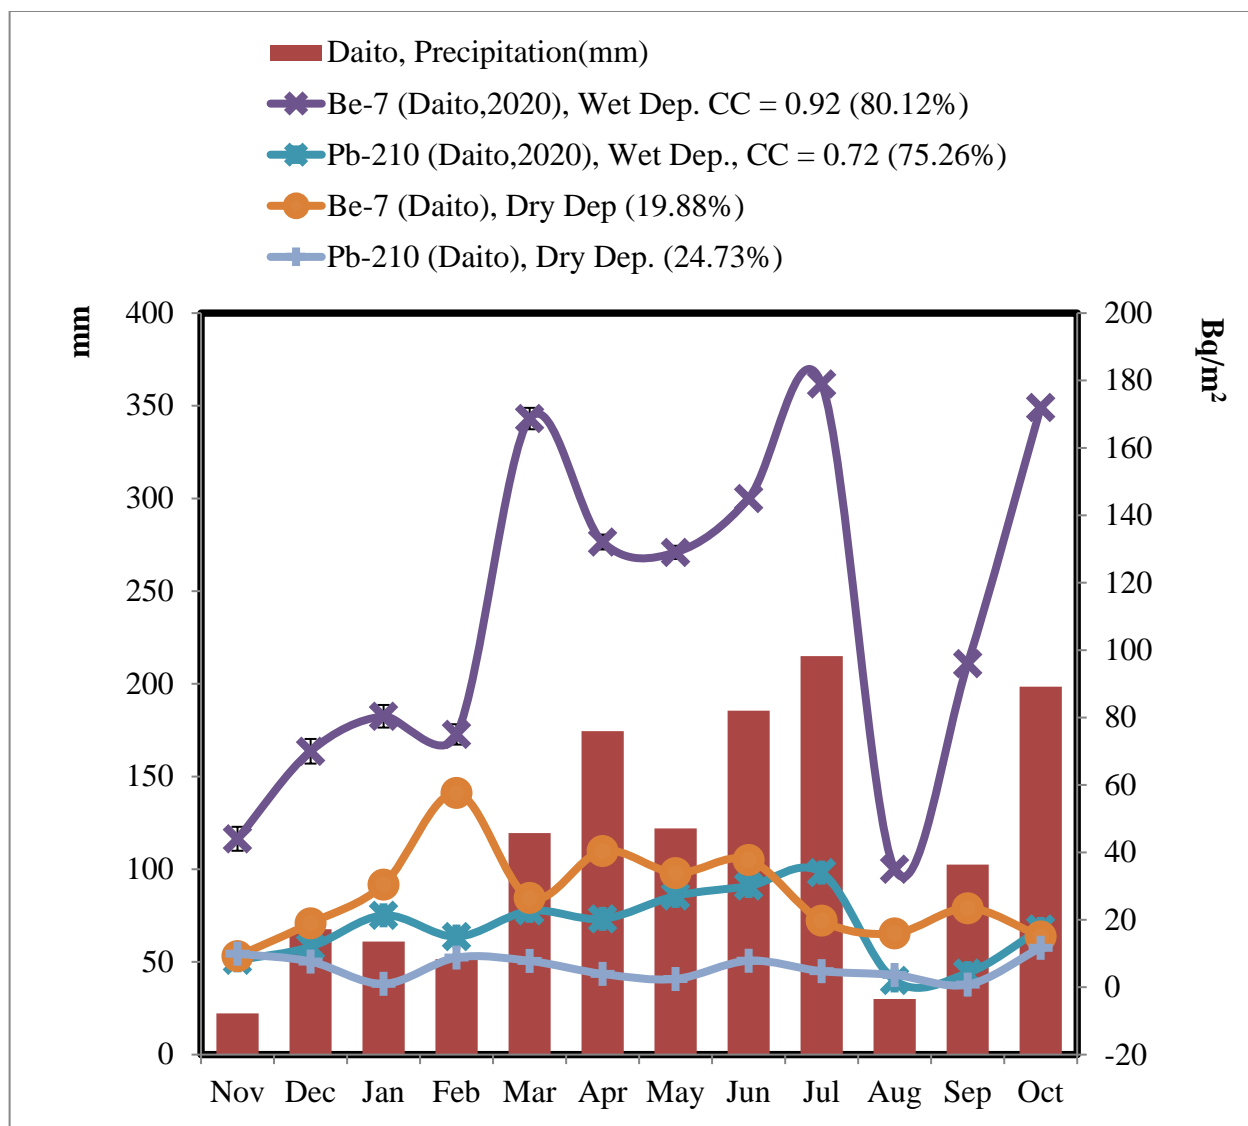 Daito, Precipitation(mm)
Be-7 (Daito,2020), Wet Dep. CC = 0.92 (80.12%)
Pb-210 (Daito,2020), Wet Dep., CC = 0.72 (75.26%)
Be-7 (Daito), Dry Dep (19.88%)
Pb-210 (Daito), Dry Dep. (24.73%)
mm
400
350
300
250
200
150
100
50
0
200
180
160
140
120
100
80
60
40
20
0
-20
Bq/m²
Nov Dec Jan Feb Mar Apr May Jun Jul Aug Sep Oct